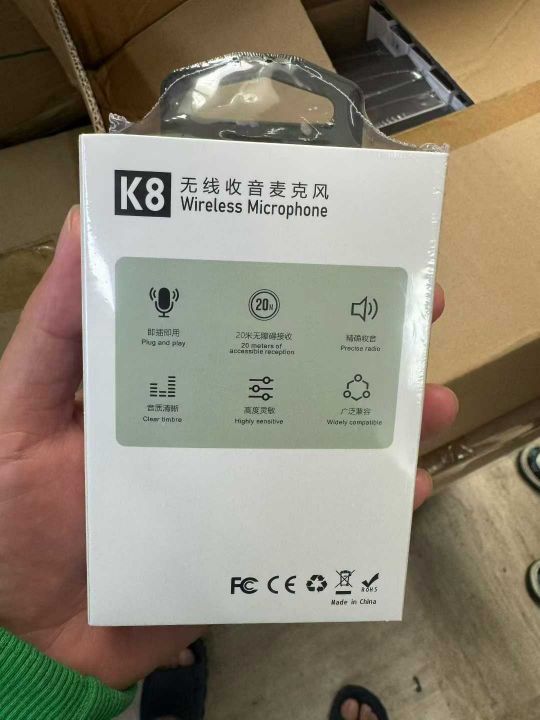 K8
无线收音麦克风
Wireless Microphone
即插即用
Plug and play
20N
20米无障碍接收
20 meters of
accessible reception
精确收音
Precise radio
音质清晰
Clear timbre
高度灵敏
Highly sensitive
广泛兼容
Widely compatible
FC CE
ROHS
Made in China